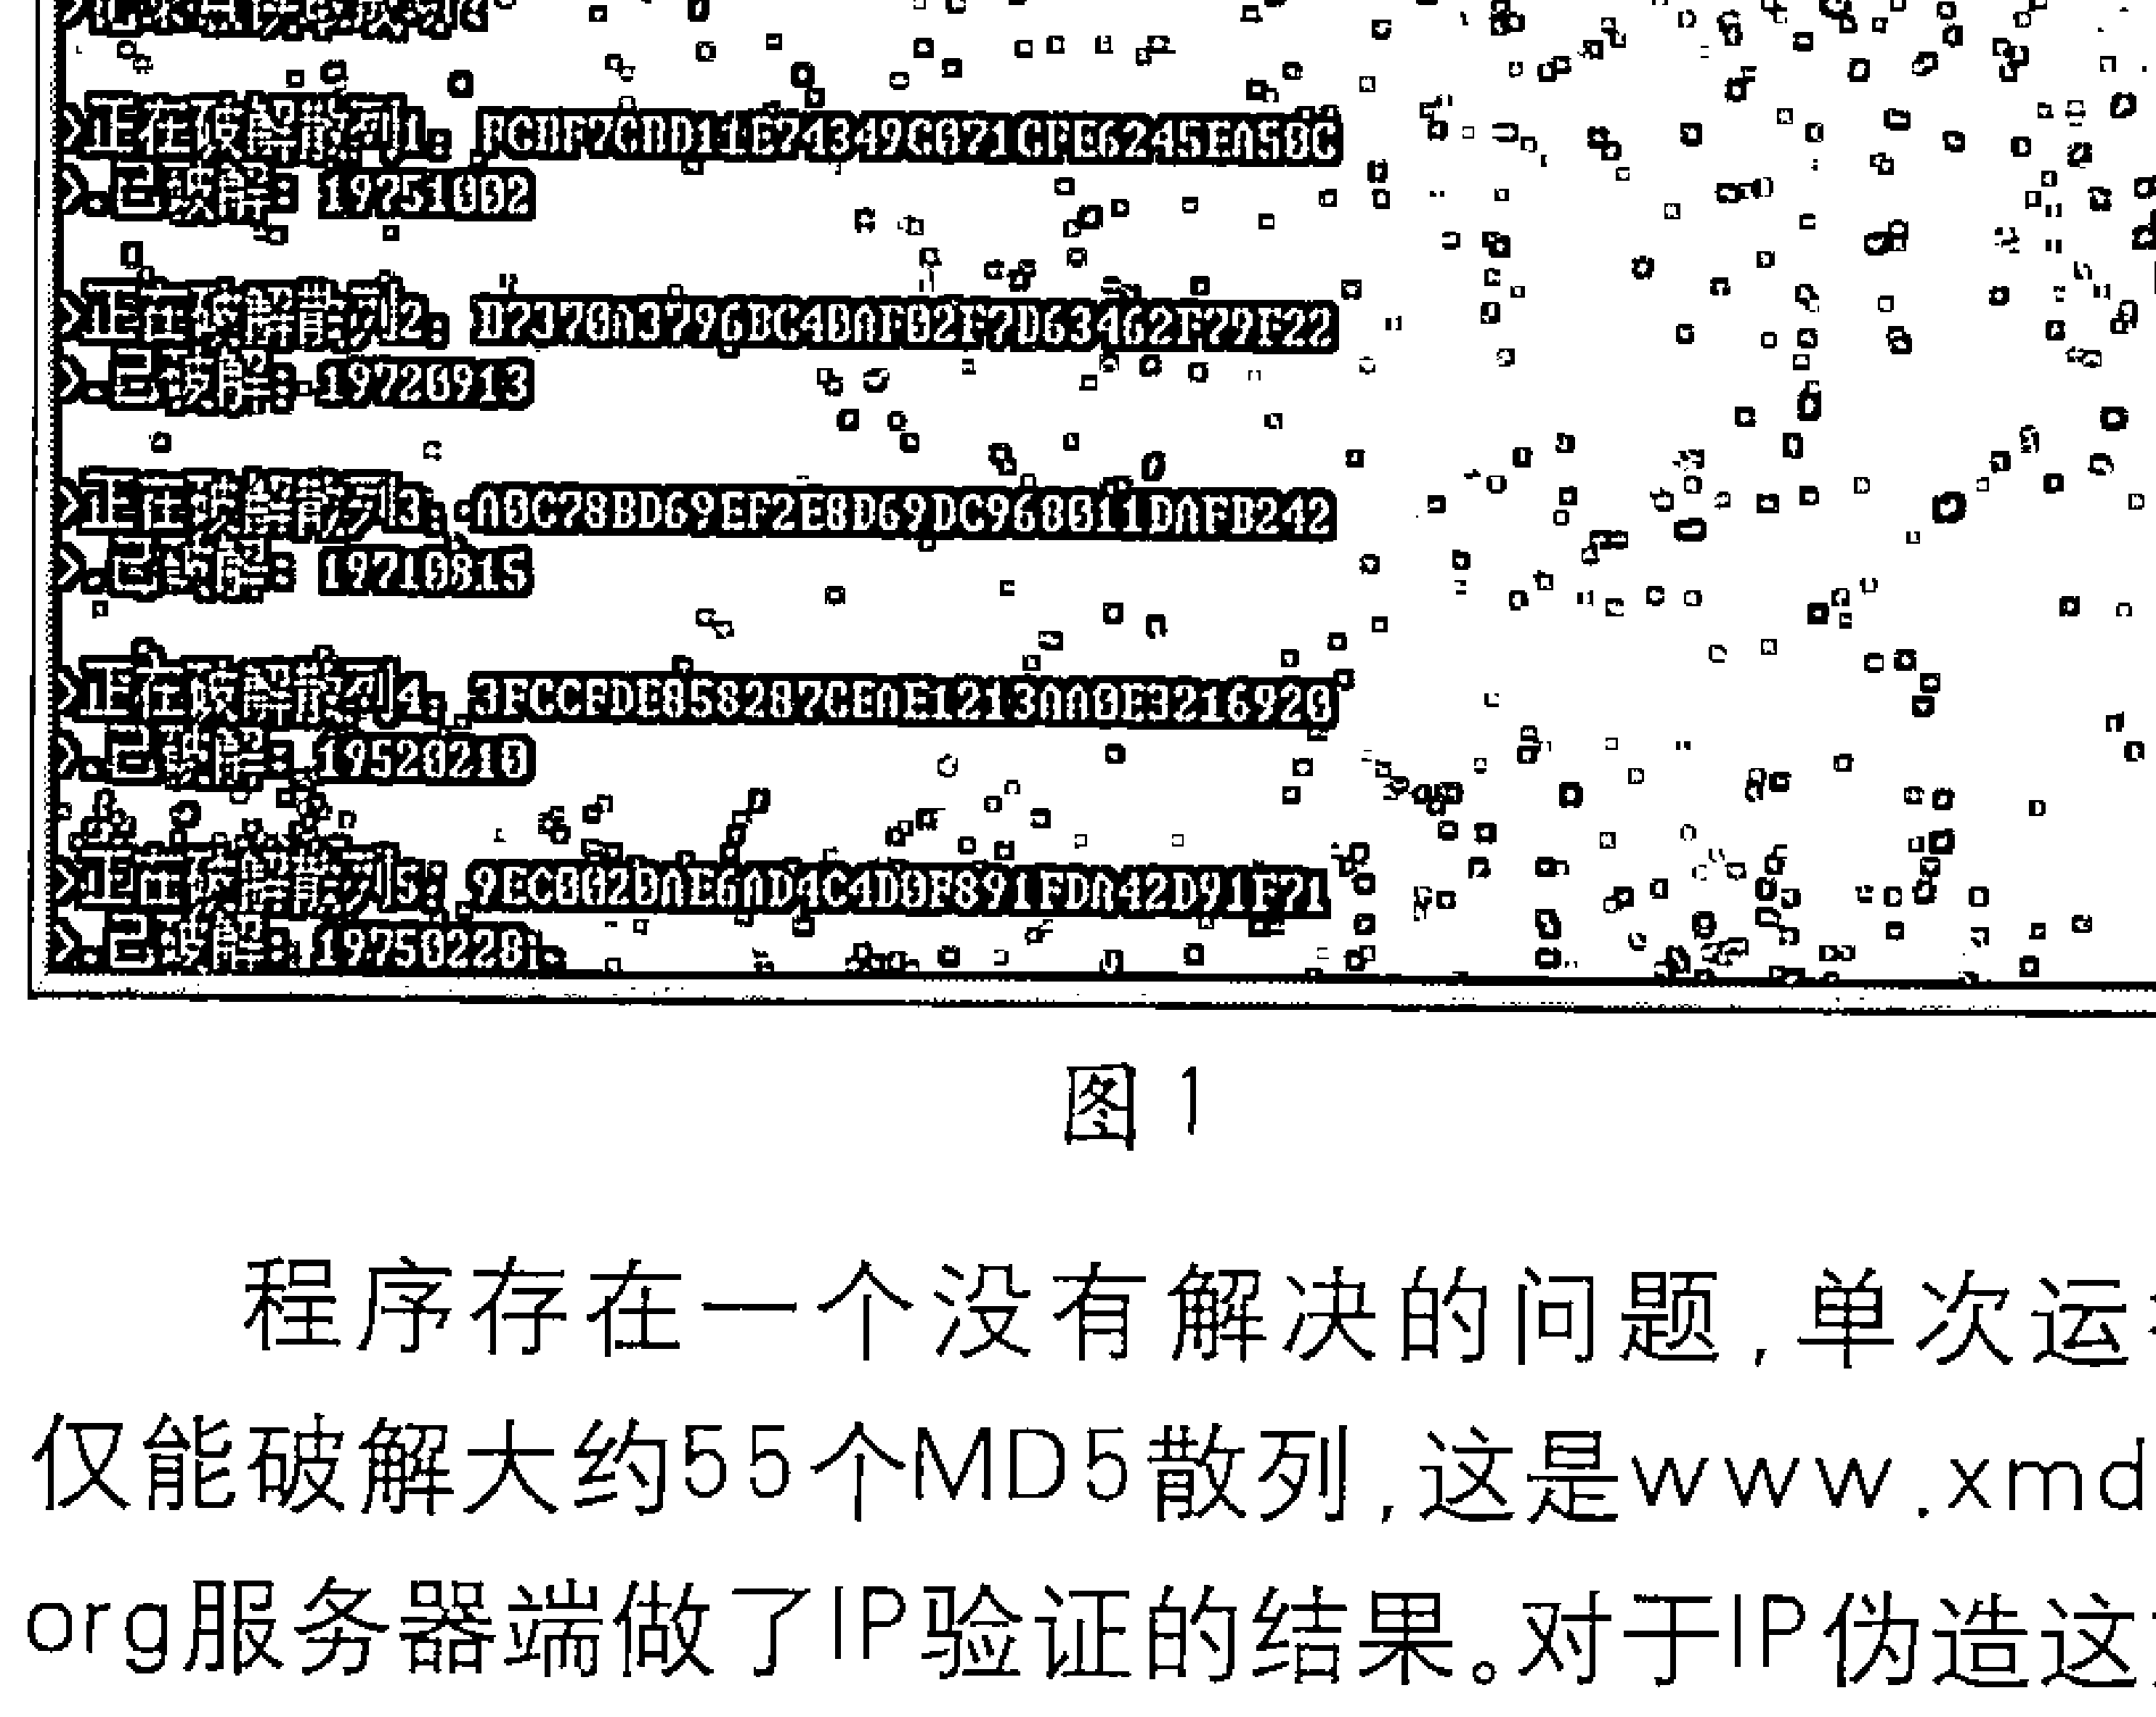 >正在破解散列1:
>.已破解: 19751002
>正在破解散列2:
>.已破解: 19720913
>正在破解散列3: A0C78BD69EF2E8D69DC968011DAFB242
>.已破解: 19710815
>正在破解散列4: 3FCCFDE858287CEAE1213AA0E3216920
>.已破解: 19520210
>正在破解散列5:
>.已破解:
图 1
程序存在一个没有解决的问题,单次运
仅能破解大约55个MD5散列,这是www.xmd
org服务器端做了IP验证的结果。对于IP伪造这